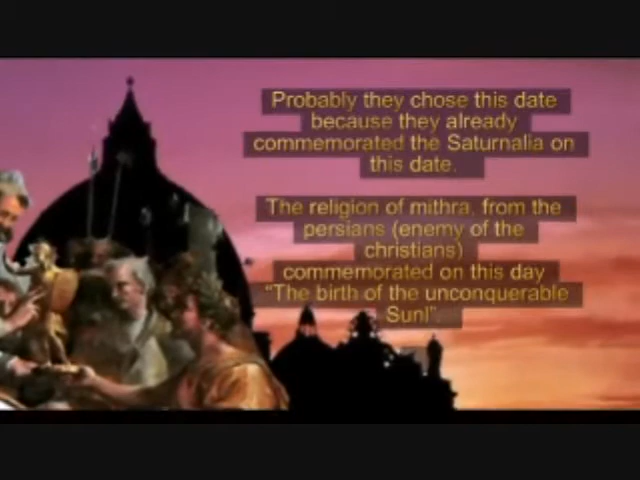 Probably they chose this date
because they already
commemorated the Saturnalia on
this date.
The religion of mithra, from the
persians (enemy of the
christians)
commemorated on this day
"The birth of the unconquerable
Sun!".